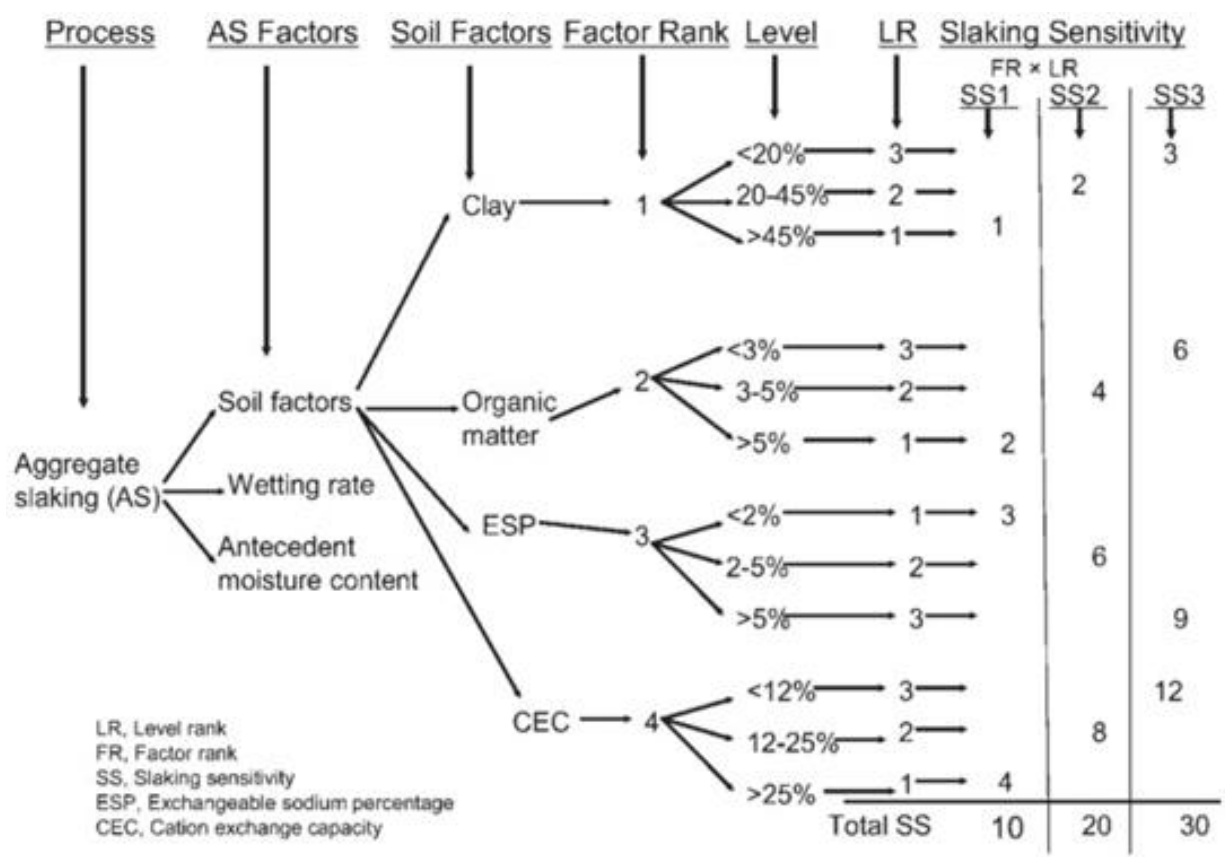 Process AS Factors Soil Factors Factor Rank Level LR Slaking Sensitivity
FR × LR
SS1 SS2 SS3
<20% 3 3
Clay 1 20-45% 2 2
>45% 1 1
<3% 3 6
Soil factors Organic 2 3-5% 2 4
matter >5% 1 2
Aggregate
slaking (AS) Wetting rate
<2% 1 3
ESP 3
Antecedent 2-5% 2 6
moisture content
>5% 3 9
<12% 3 12
CEC 4 12-25% 2 8
>25% 1 4
LR, Level rank
FR, Factor rank
SS, Slaking sensitivity
ESP, Exchangeable sodium percentage
CEC, Cation exchange capacity
Total SS 10 20 30